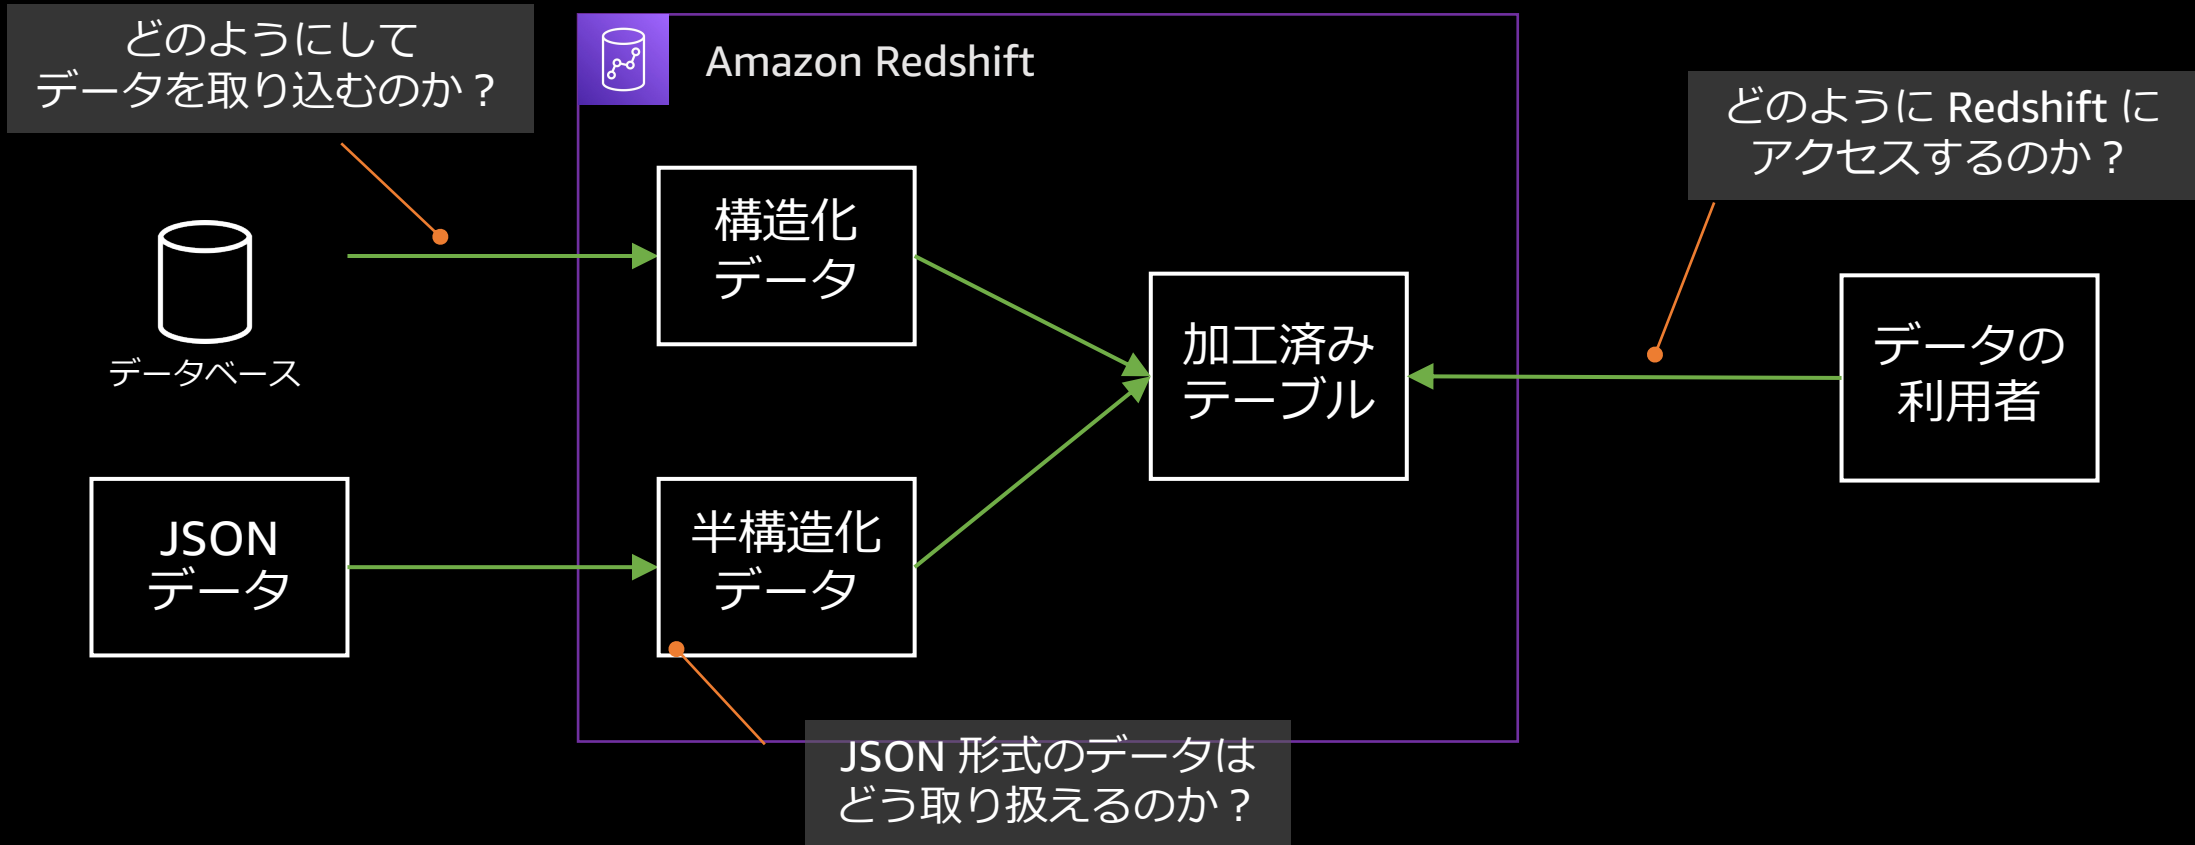 どのようにして
データを取り込むのか？
Amazon Redshift
どのように Redshift に
アクセスするのか？
構造化
データ
データベース
加工済み
テーブル
データの
利用者
JSON
データ
半構造化
データ
JSON 形式のデータは
どう取り扱えるのか？